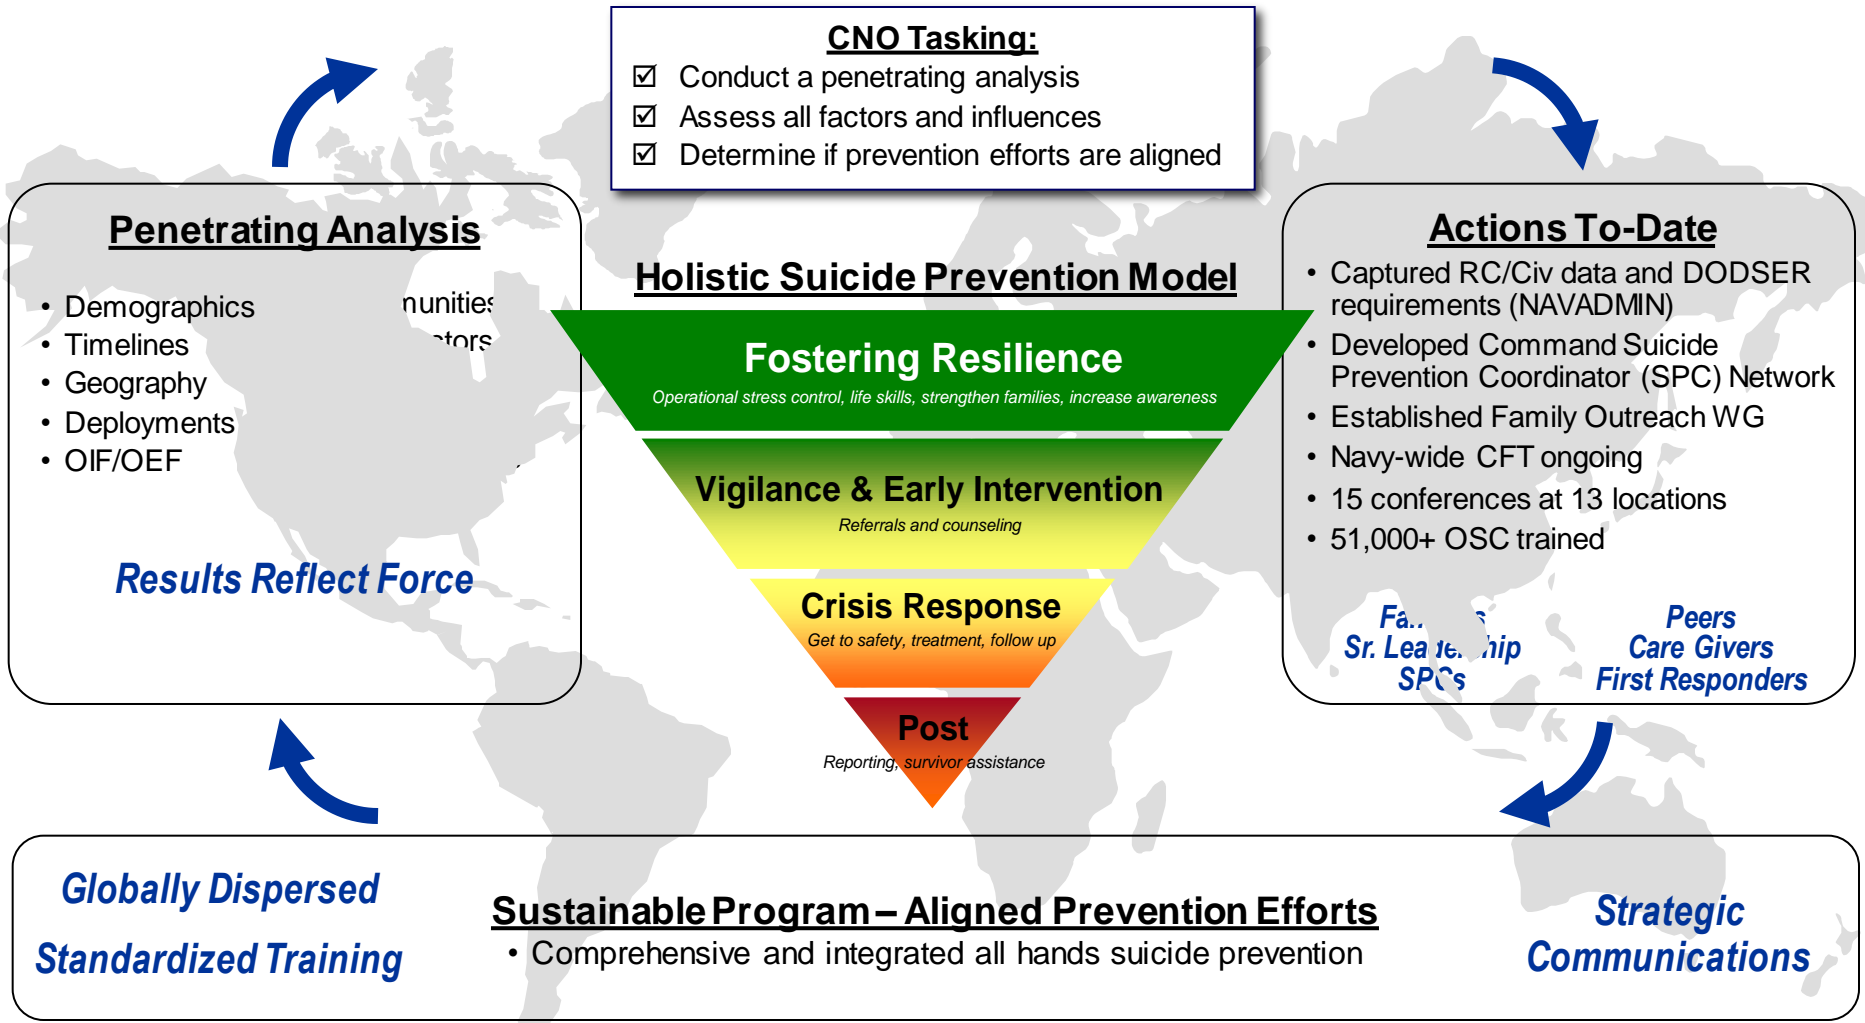 CNO Tasking:
☑ Conduct a penetrating analysis
☑ Assess all factors and influences
☑ Determine if prevention efforts are aligned
Penetrating Analysis
• Demographics
• Timelines
• Geography
• Deployments
• OIF/OEF
Results Reflect Force
Holistic Suicide Prevention Model
Fostering Resilience
Operational stress control, life skills, strengthen families, increase awareness
Vigilance & Early Intervention
Referrals and counseling
Crisis Response
Get to safety, treatment, follow up
Post
Reporting, survivor assistance
Actions To-Date
• Captured RC/Civ data and DODSER
requirements (NAVADMIN)
• Developed Command Suicide
Prevention Coordinator (SPC) Network
• Established Family Outreach WG
• Navy-wide CFT ongoing
• 15 conferences at 13 locations
• 51,000+ OSC trained
Sr. Leadership
SPCs
Peers
Care Givers
First Responders
Globally Dispersed
Standardized Training
Sustainable Program – Aligned Prevention Efforts
• Comprehensive and integrated all hands suicide prevention
Strategic
Communications